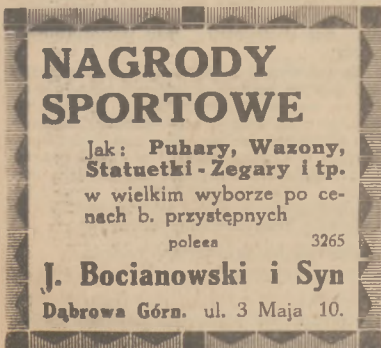 NAGRODY
SPORTOWE
Jak: Puhary, Wazony,
Statuetki - Zegary i tp.
w wielkim wyborze po ce-
nach b. przystępnych
poleca 3265
J. Bocianowski i Syn
Dąbrowa Górn. ul. 3 Maja 10.